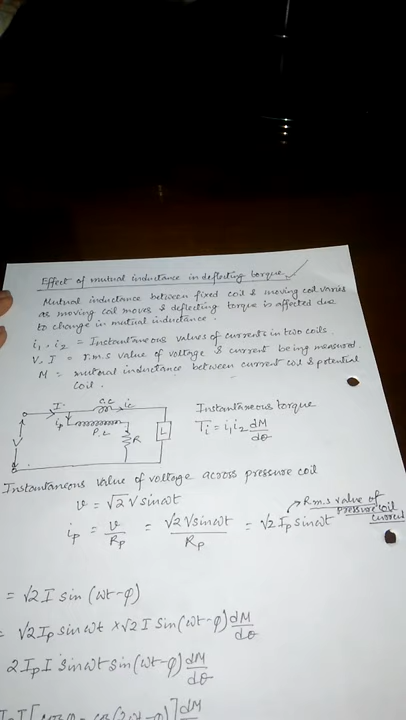 Effect of mutual inductance in deflecting torque
Mutual inductance between fixed coil & moving coil varies
as moving coil moves & deflecting torque is affected due
to change in mutual inductance.
i₁, i₂ = Instantaneous values of currents in two coils.
V, I = r.m.s value of voltage & current being measured.
M = mutual inductance between current coil & potential
coil.
I C.C ic
ip P.C R L
V
Instantaneous torque
Ti = i₁i₂ dM/dθ
Instantaneous value of voltage across pressure coil
v = √2 V sinωt
R.m.s value of
pressure coil
current
ip = v/Rp = √2 V sinωt / Rp = √2 Ip sinωt
= √2 I sin (ωt-φ)
= √2 Ip sinωt × √2 I sin(ωt-φ) dM/dθ
2 Ip I sinωt sin(ωt-φ) dM/dθ
Ip I [cosφ - cos(2ωt-φ)] dM